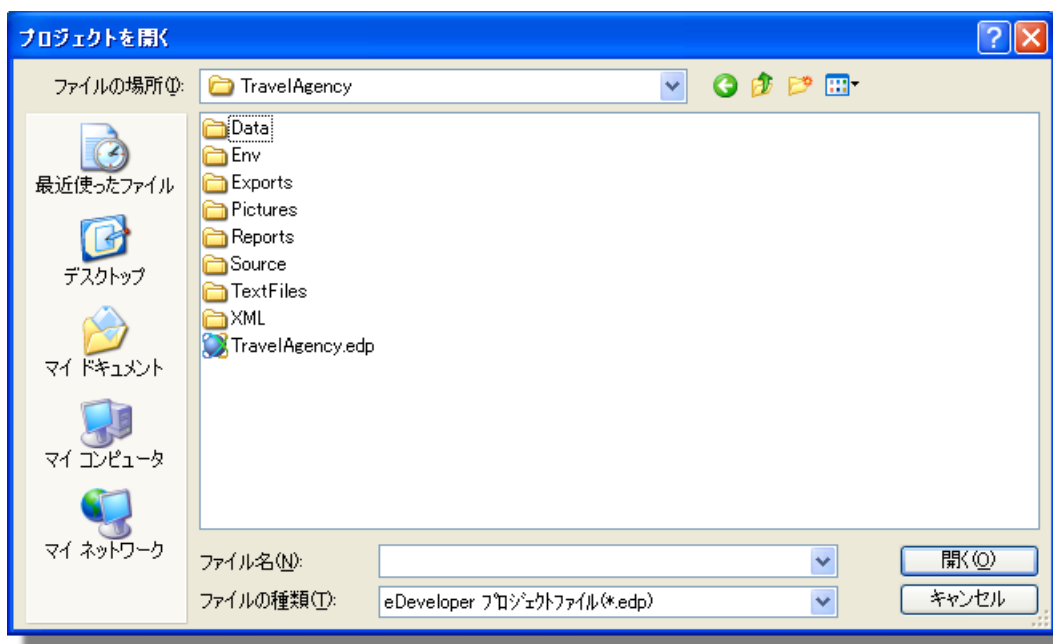 プロジェクトを開く
ファイルの場所(I):
TravelAgency
最近使ったファイル
デスクトップ
マイ ドキュメント
マイ コンピュータ
マイ ネットワーク
Data
Env
Exports
Pictures
Reports
Source
TextFiles
XML
TravelAgency.edp
ファイル名(N):
開く(O)
ファイルの種類(T):
eDeveloper プロジェクトファイル(*.edp)
キャンセル